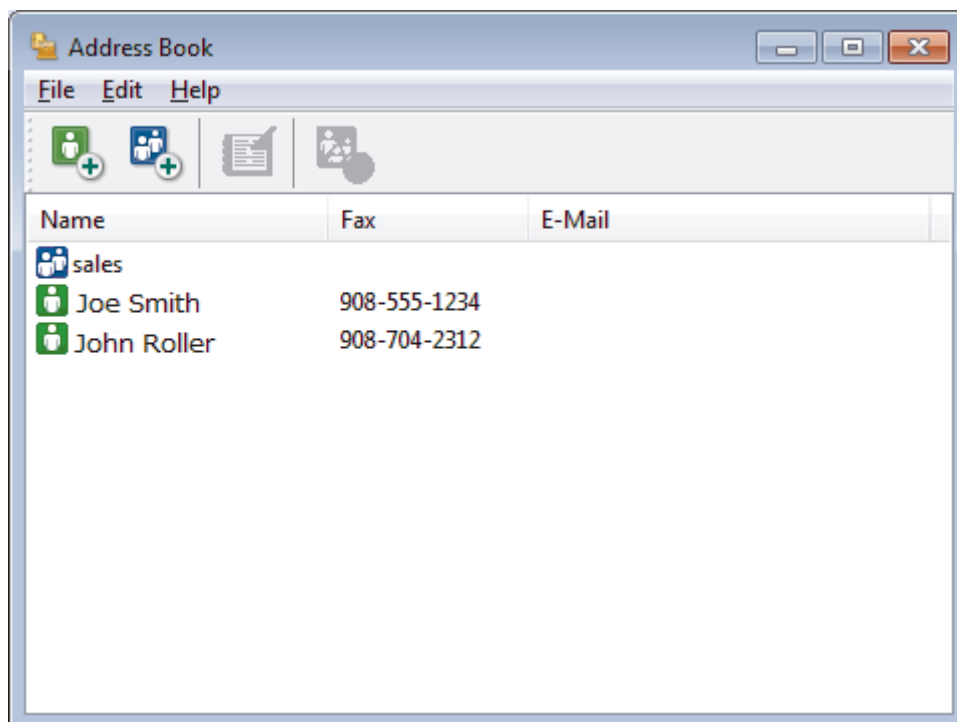 Address Book
File Edit Help
Name Fax E-Mail
sales
Joe Smith 908-555-1234
John Roller 908-704-2312